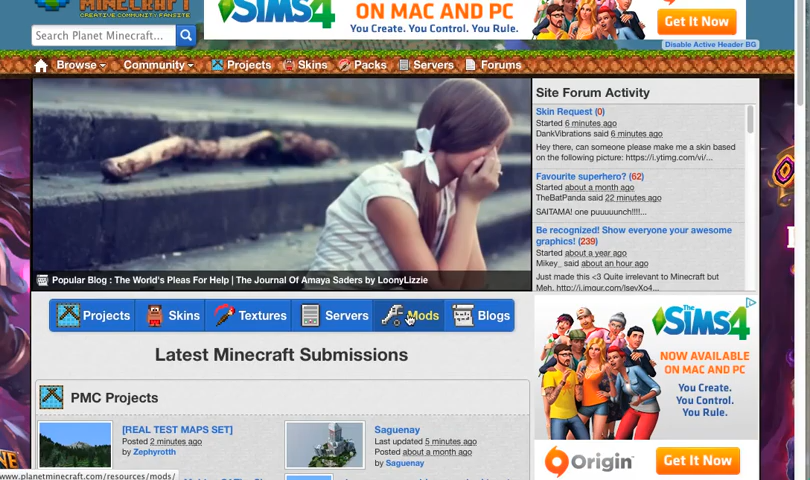 MINECRAFT
CREATIVE COMMUNITY FANSITE
SIMS 4
ON MAC AND PC
You Create. You Control. You Rule.
Get It Now
Search Planet Minecraft...
Disable Active Header BG
Browse
Community
Projects
Skins
Packs
Servers
Forums
Popular Blog : The World's Pleas For Help | The Journal Of Amaya Saders by LoonyLizzie
Site Forum Activity
Skin Request (0)
Started 6 minutes ago
DankVibrations said 6 minutes ago
Hey there, can someone please make me a skin based
on the following picture: https://i.ytimg.com/vi/...
Favourite superhero? (62)
Started about a month ago
TheBatPanda said 22 minutes ago
SAITAMA! one puuuuunch!!!!...
Be recognized! Show everyone your awesome
graphics! (239)
Started about a year ago
Mikey_ said about an hour ago
Just made this <3 Quite irrelevant to Minecraft but
Meh. http://i.imgur.com/IsevXo4...
Projects
Skins
Textures
Servers
Mods
Blogs
Latest Minecraft Submissions
PMC Projects
[REAL TEST MAPS SET]
Posted 2 minutes ago
by Zephyrotth
Saguenay
Last updated 5 minutes ago
Posted about a month ago
by Saguenay
The SIMS 4
NOW AVAILABLE
ON MAC AND PC
You Create.
You Control.
You Rule.
Origin
Get It Now
www.planetminecraft.com/resources/mods/